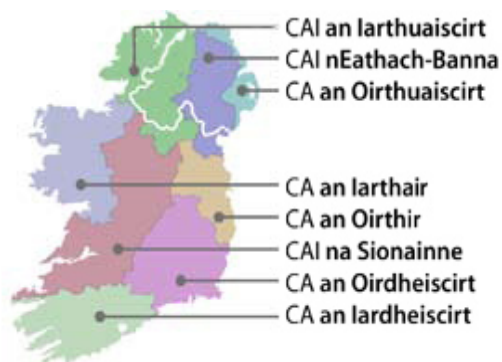 CAI an Iarthuaiscirt
CAI nEathach-Banna
CA an Oirthuaiscirt
CA an Iarthair
CA an Oirthir
CAI na Sionainne
CA an Oirdheiscirt
CA an Iardheiscirt